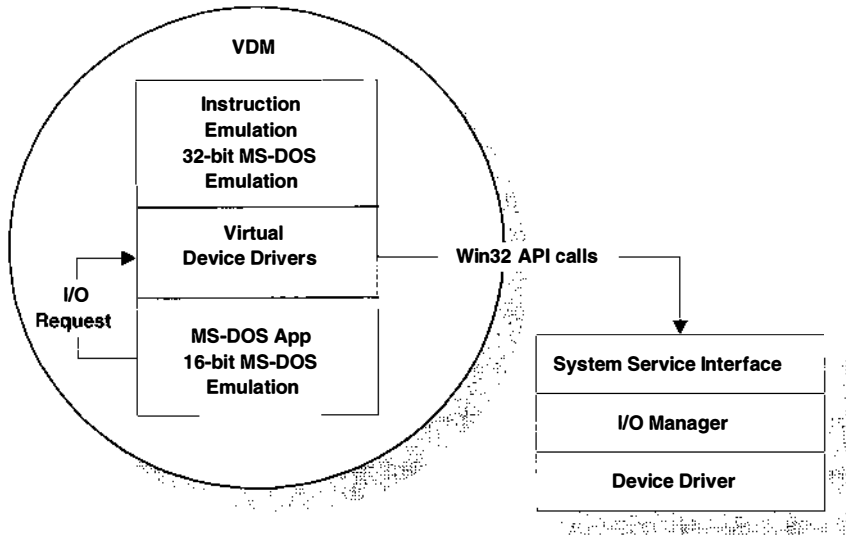 VDM
Instruction
Emulation
32-bit MS-DOS
Emulation
Virtual
Device Drivers
Win32 API calls
I/O
Request
MS-DOS App
16-bit MS-DOS
Emulation
System Service Interface
I/O Manager
Device Driver